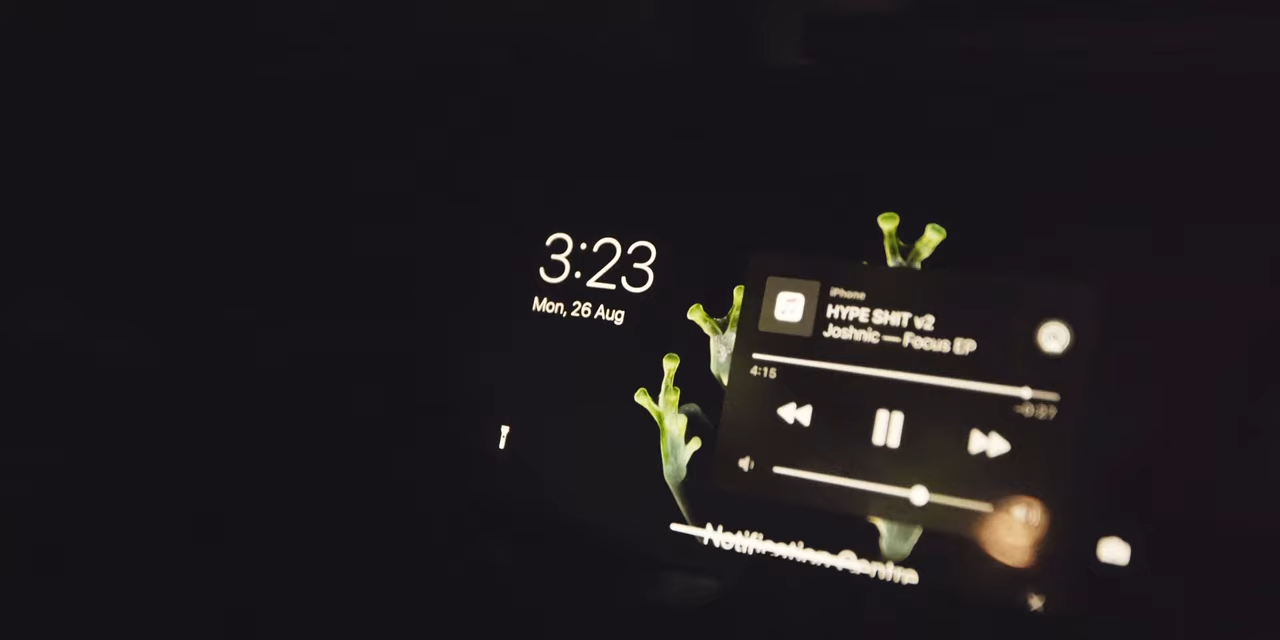 3:23
Mon, 26 Aug
iPhone
HYPE SHIT v2
Joshnic — Focus EP
4:15
-0:27
Notification Centre